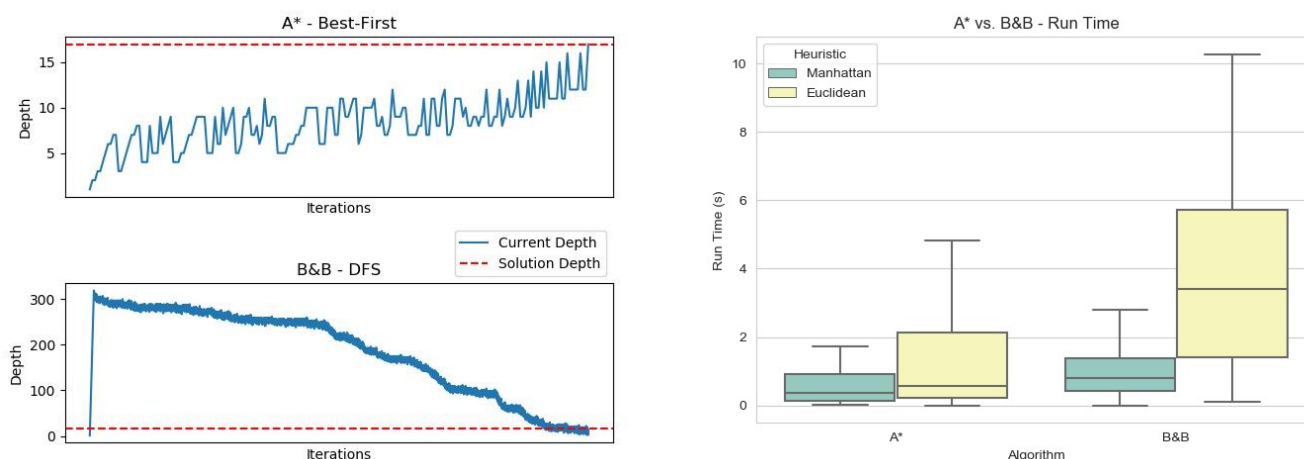 A* - Best-First
15
10
5
Depth
Iterations
Current Depth
Solution Depth
B&B - DFS
300
200
100
0
Depth
Iterations
A* vs. B&B - Run Time
Heuristic
Manhattan
Euclidean
10
8
6
4
2
0
Run Time (s)
A*
B&B
Algorithm